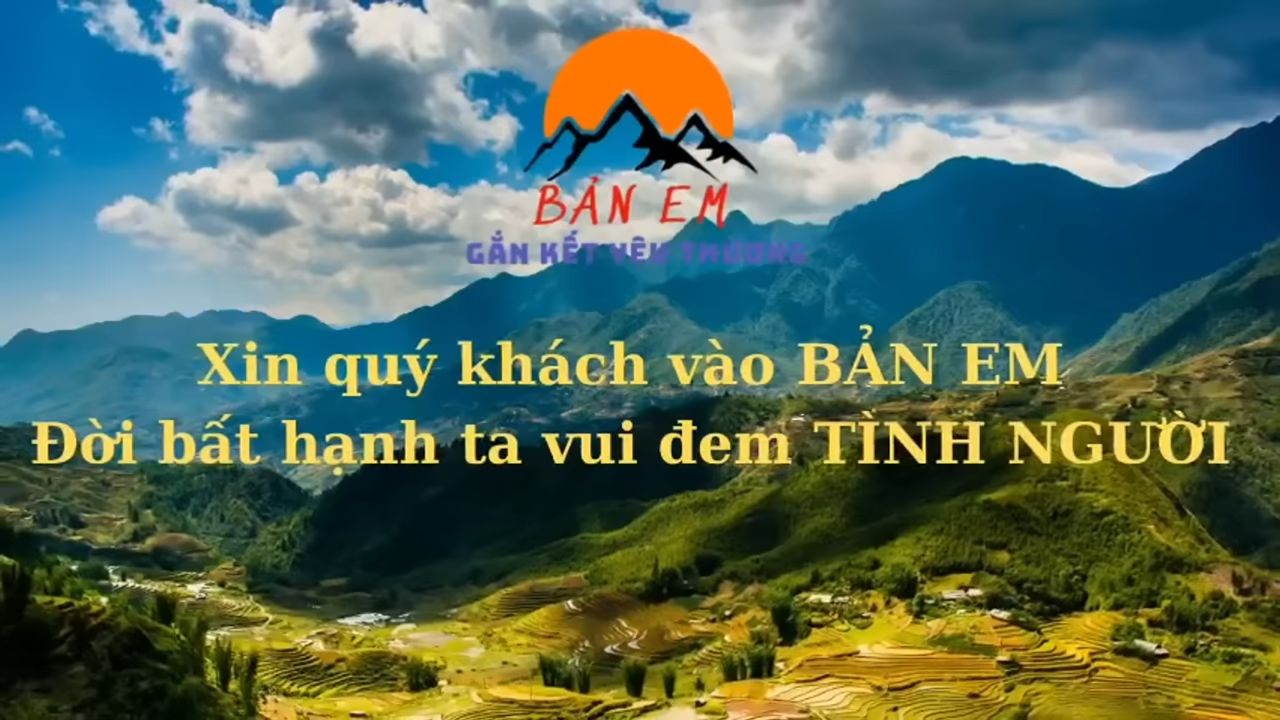 BẢN EM
GẮN KẾT YÊU THƯƠNG
Xin quý khách vào BẢN EM
Đời bất hạnh ta vui đem TÌNH NGƯỜI